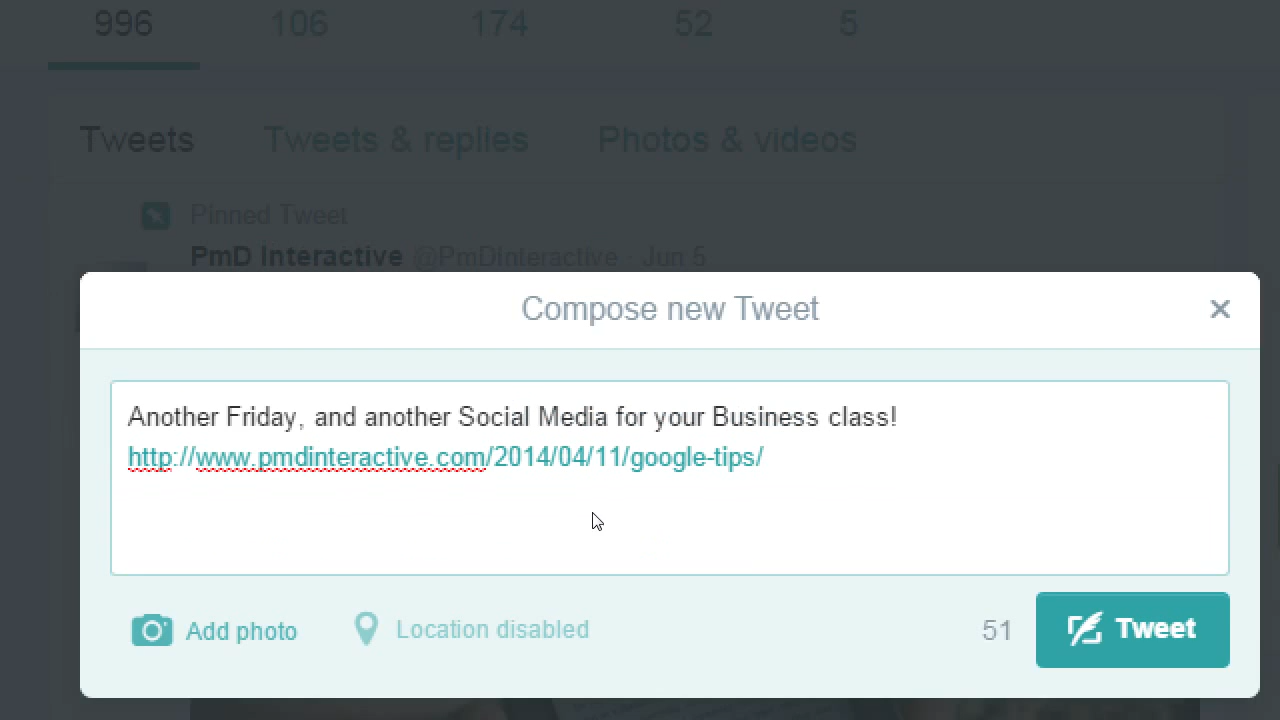 996 106 174 52 5
Tweets Tweets & replies Photos & videos
Pinned Tweet
PmD Interactive @PmDInteractive · Jun 5
Compose new Tweet
Another Friday, and another Social Media for your Business class!
http://www.pmdinteractive.com/2014/04/11/google-tips/
Add photo Location disabled 51 Tweet